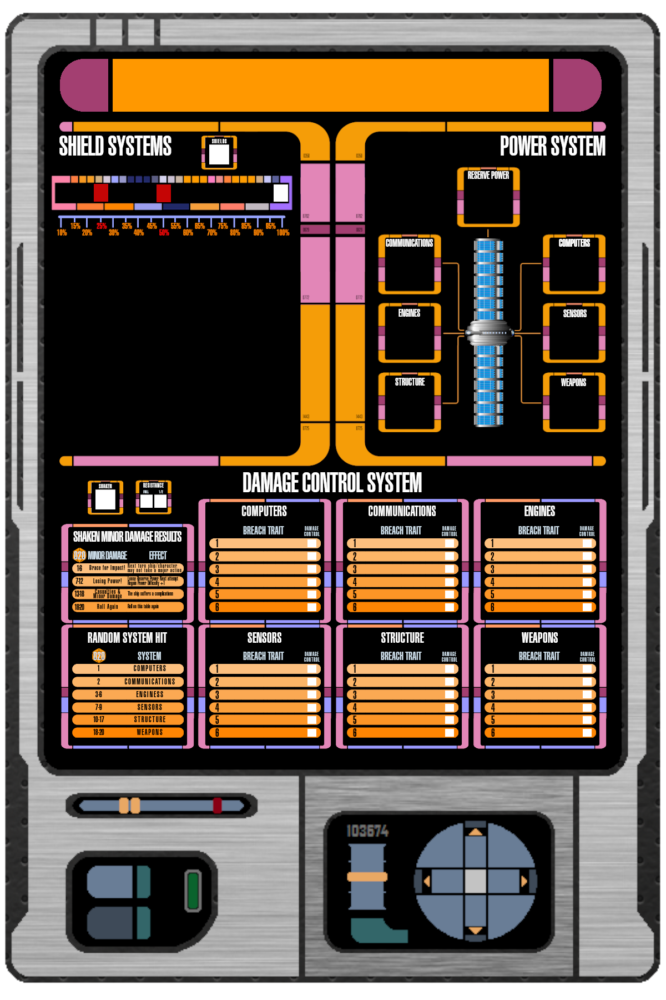 SHIELD SYSTEMS
SHIELDS
POWER SYSTEM
0258
0258
RESERVE POWER
0702
0702
10% 15% 20% 25% 30% 35% 40% 45% 50% 55% 60% 65% 70% 75% 80% 85% 90% 95% 100%
0829
0829
COMMUNICATIONS
COMPUTERS
0772
0772
ENGINES
SENSORS
STRUCTURE
WEAPONS
1443
1443
0725
0725
DAMAGE CONTROL SYSTEM
SHAKEN
RESISTANCE
FULL 1/2
SHAKEN MINOR DAMAGE RESULTS
D20 MINOR DAMAGE EFFECT
1-6 Brace for Impact! Next turn ship/character
may not take a major action
7-12 Losing Power! Loose Reserve Power Next attempt
Regain Power Difficulty +1
13-18 Casualties &
Minor Damage The ship suffers a complicationn
18-20 Roll Again Roll on this table again
COMPUTERS
BREACH TRAIT DAMAGE
CONTROL
1
2
3
4
5
6
COMMUNICATIONS
BREACH TRAIT DAMAGE
CONTROL
1
2
3
4
5
6
ENGINES
BREACH TRAIT DAMAGE
CONTROL
1
2
3
4
5
6
RANDOM SYSTEM HIT
D20 SYSTEM
1 COMPUTERS
2 COMMUNICATIONS
3-6 ENGINESS
7-9 SENSORS
10-17 STRUCTURE
18-20 WEAPONS
SENSORS
BREACH TRAIT DAMAGE
CONTROL
1
2
3
4
5
6
STRUCTURE
BREACH TRAIT DAMAGE
CONTROL
1
2
3
4
5
6
WEAPONS
BREACH TRAIT DAMAGE
CONTROL
1
2
3
4
5
6
103674